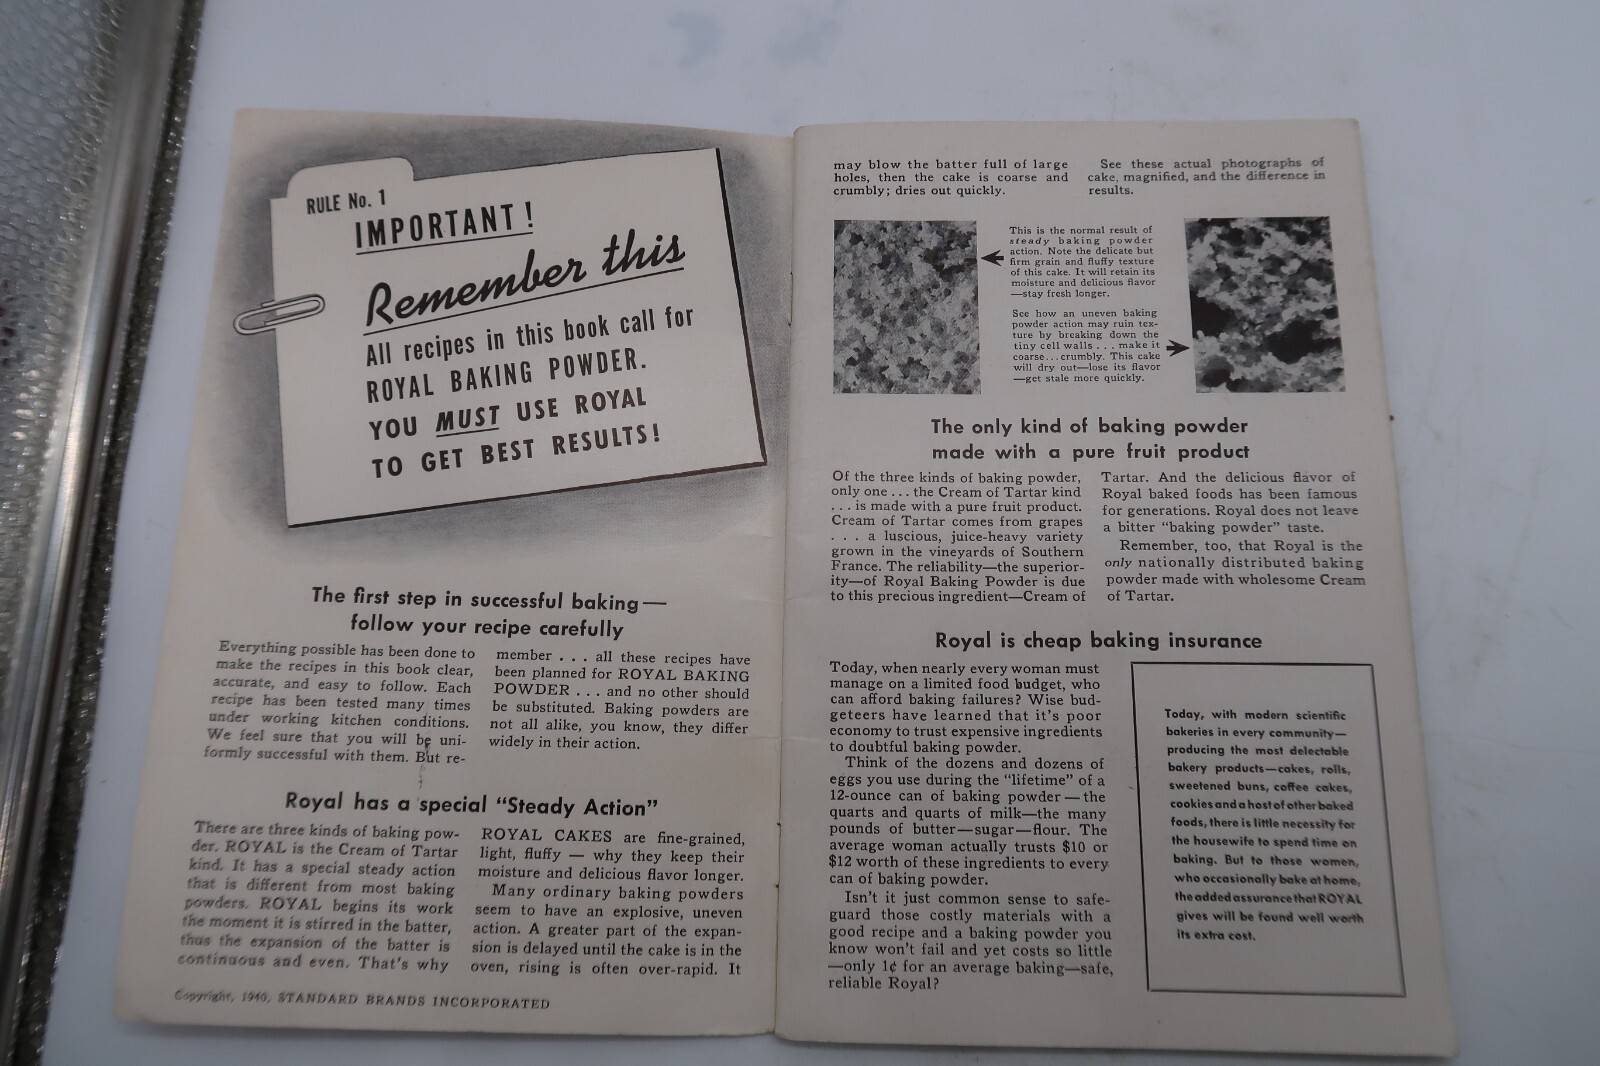 RULE No. 1
IMPORTANT!
Remember this
All recipes in this book call for
ROYAL BAKING POWDER.
YOU MUST USE ROYAL
TO GET BEST RESULTS!
The first step in successful baking—
follow your recipe carefully
Everything possible has been done to
make the recipes in this book clear,
accurate, and easy to follow. Each
recipe has been tested many times
under working kitchen conditions.
We feel sure that you will be uni-
formly successful with them. But re-
member . . . all these recipes have
been planned for ROYAL BAKING
POWDER . . . and no other should
be substituted. Baking powders are
not all alike, you know, they differ
widely in their action.
Royal has a special "Steady Action"
There are three kinds of baking pow-
der. ROYAL is the Cream of Tartar
kind. It has a special steady action
that is different from most baking
powders. ROYAL begins its work
the moment it is stirred in the batter,
thus the expansion of the batter is
continuous and even. That's why
ROYAL CAKES are fine-grained,
light, fluffy — why they keep their
moisture and delicious flavor longer.
Many ordinary baking powders
seem to have an explosive, uneven
action. A greater part of the expan-
sion is delayed until the cake is in the
oven, rising is often over-rapid. It
Copyright, 1940, STANDARD BRANDS INCORPORATED
may blow the batter full of large
holes, then the cake is coarse and
crumbly; dries out quickly.
See these actual photographs of
cake, magnified, and the difference in
results.
This is the normal result of
steady baking powder
action. Note the delicate but
firm grain and fluffy texture
of this cake. It will retain its
moisture and delicious flavor
—stay fresh longer.
See how an uneven baking
powder action may ruin tex-
ture by breaking down the
tiny cell walls . . . make it
coarse...crumbly. This cake
will dry out—lose its flavor
—get stale more quickly.
The only kind of baking powder
made with a pure fruit product
Of the three kinds of baking powder,
only one . . . the Cream of Tartar kind
. . . is made with a pure fruit product.
Cream of Tartar comes from grapes
. . . a luscious, juice-heavy variety
grown in the vineyards of Southern
France. The reliability—the superior-
ity—of Royal Baking Powder is due
to this precious ingredient—Cream of
Tartar. And the delicious flavor of
Royal baked foods has been famous
for generations. Royal does not leave
a bitter "baking powder" taste.
Remember, too, that Royal is the
only nationally distributed baking
powder made with wholesome Cream
of Tartar.
Royal is cheap baking insurance
Today, when nearly every woman must
manage on a limited food budget, who
can afford baking failures? Wise bud-
geteers have learned that it's poor
economy to trust expensive ingredients
to doubtful baking powder.
Think of the dozens and dozens of
eggs you use during the "lifetime" of a
12-ounce can of baking powder — the
quarts and quarts of milk—the many
pounds of butter—sugar—flour. The
average woman actually trusts $10 or
$12 worth of these ingredients to every
can of baking powder.
Isn't it just common sense to safe-
guard those costly materials with a
good recipe and a baking powder you
know won't fail and yet costs so little
—only 1¢ for an average baking—safe,
reliable Royal?
Today, with modern scientific
bakeries in every community—
producing the most delectable
bakery products—cakes, rolls,
sweetened buns, coffee cakes,
cookies and a host of other baked
foods, there is little necessity for
the housewife to spend time on
baking. But to those women,
who occasionally bake at home,
the added assurance that ROYAL
gives will be found well worth
its extra cost.